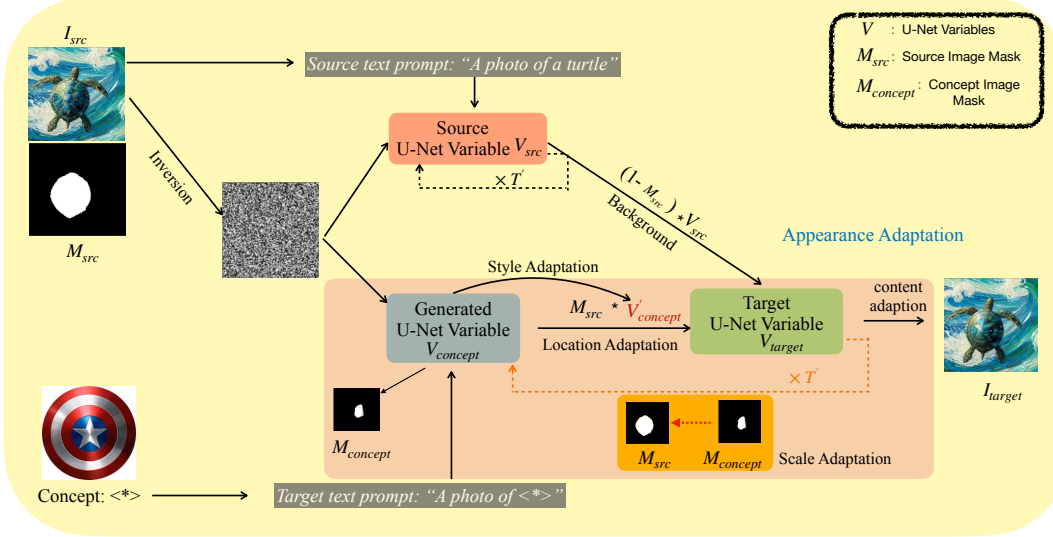 I_src
Source text prompt: “A photo of a turtle”
V : U-Net Variables
M_src : Source Image Mask
M_concept : Concept Image
Mask
Source
U-Net Variable V_src
× T′
Inversion
M_src
(1- M_src) * V_src
Background
Appearance Adaptation
Style Adaptation
Generated
U-Net Variable
V_concept
M_src * V′_concept
Location Adaptation
Target
U-Net Variable
V_target
content
adaption
× T′
I_target
M_concept
M_src
M_concept
Scale Adaptation
Concept: <*>
Target text prompt: “A photo of <*>”